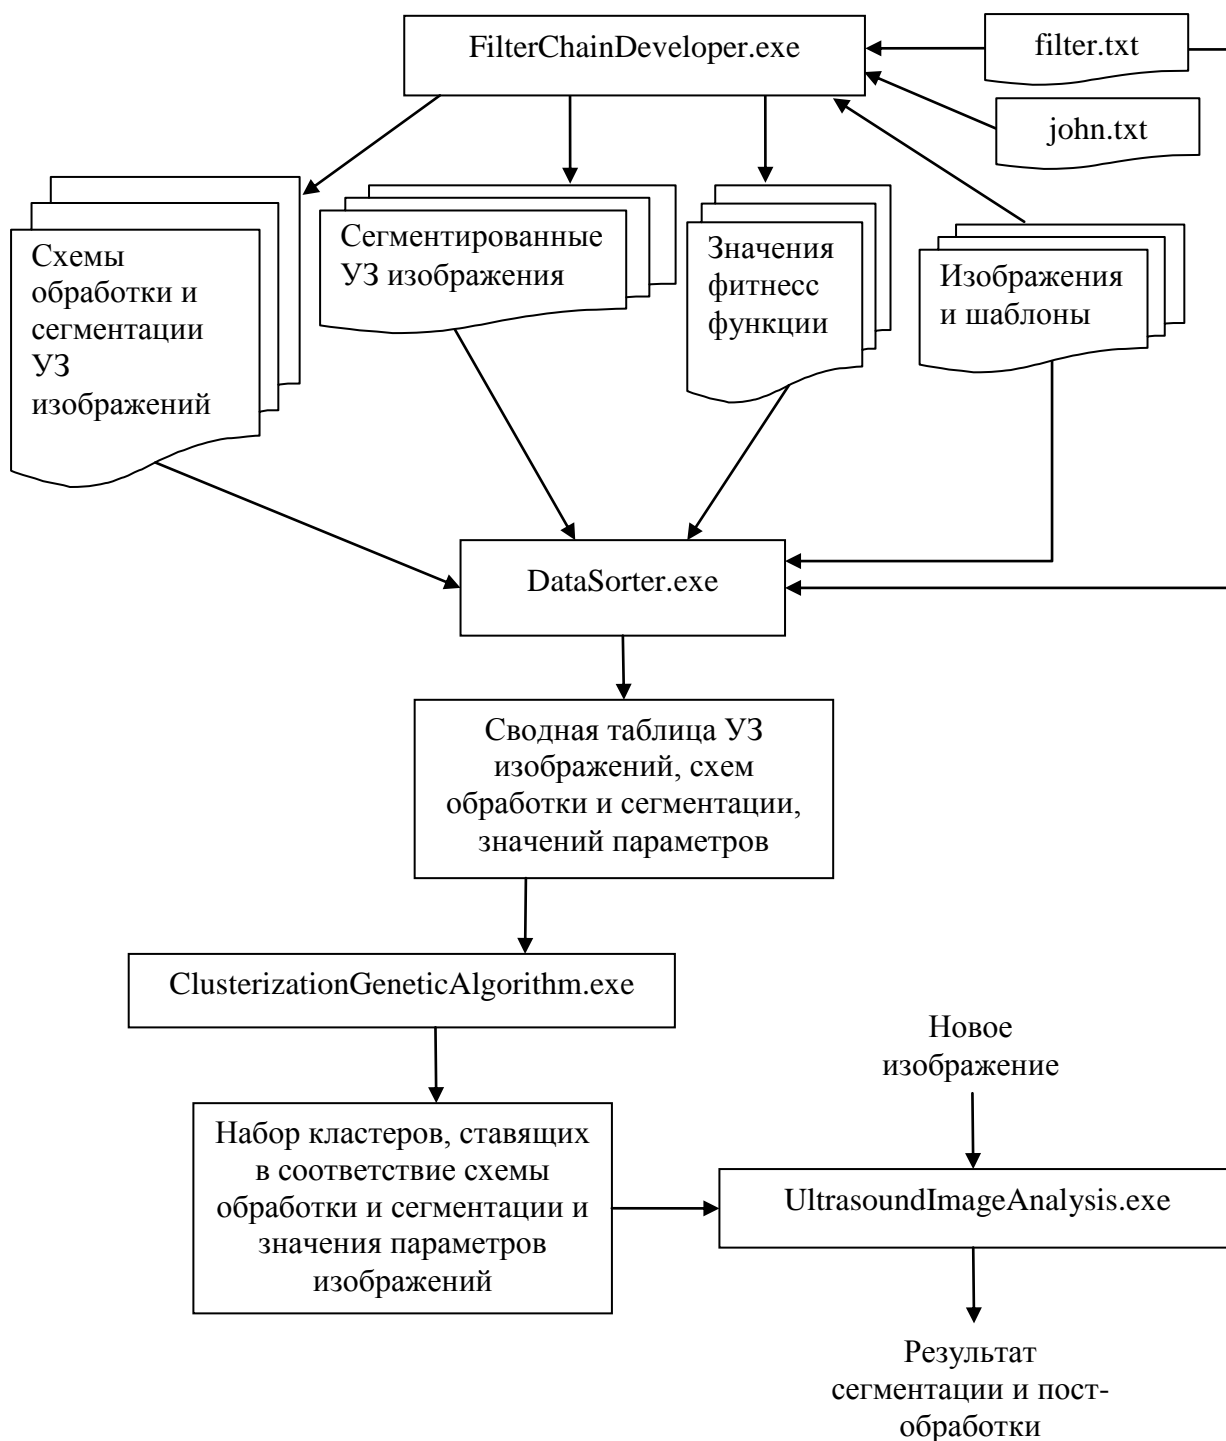 FilterChainDeveloper.exe
filter.txt
john.txt
Схемы
обработки и
сегментации
УЗ
изображений
Сегментированные
УЗ изображения
Значения
фитнесс
функции
Изображения
и шаблоны
DataSorter.exe
Сводная таблица УЗ
изображений, схем
обработки и сегментации,
значений параметров
ClusterizationGeneticAlgorithm.exe
Новое
изображение
Набор кластеров, ставящих
в соответствие схемы
обработки и сегментации и
значения параметров
изображений
UltrasoundImageAnalysis.exe
Результат
сегментации и пост-
обработки